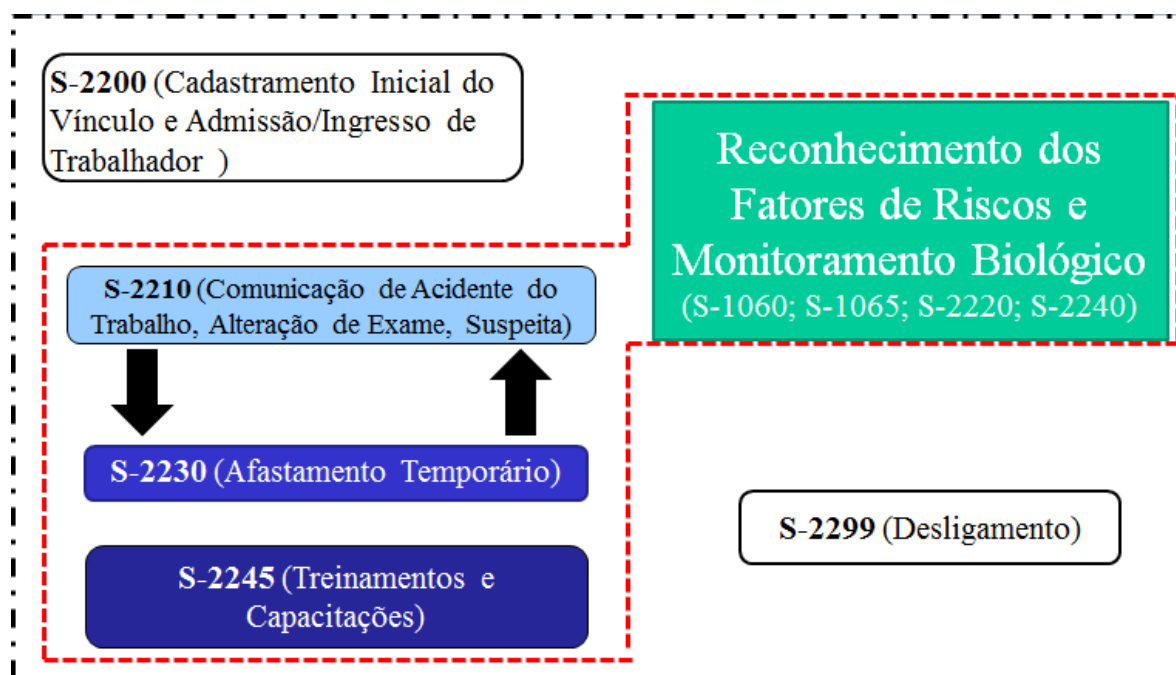 S-2200 (Cadastramento Inicial do
Vínculo e Admissão/Ingresso de
Trabalhador )
Reconhecimento dos
Fatores de Riscos e
Monitoramento Biológico
(S-1060; S-1065; S-2220; S-2240)
S-2210 (Comunicação de Acidente do
Trabalho, Alteração de Exame, Suspeita)
S-2230 (Afastamento Temporário)
S-2299 (Desligamento)
S-2245 (Treinamentos e
Capacitações)